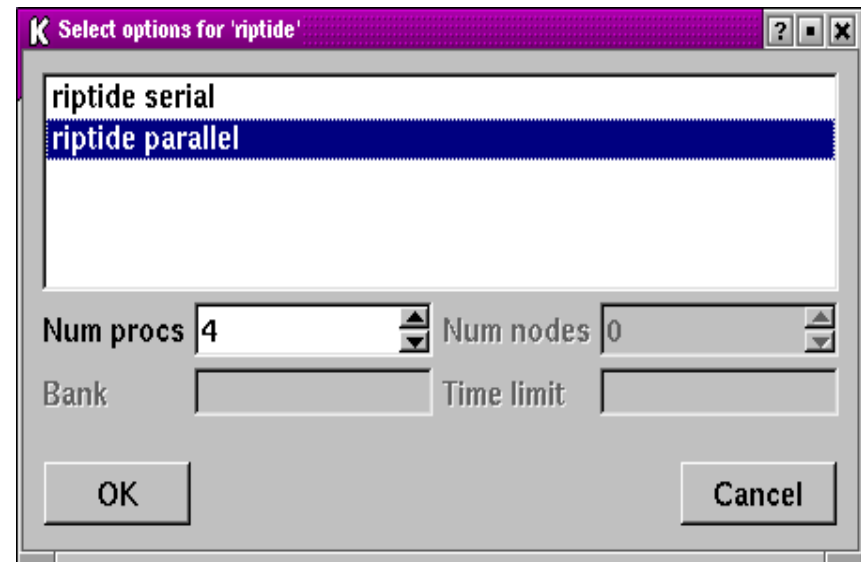 Select options for 'riptide'
riptide serial
riptide parallel
Num procs 4 Num nodes 0
Bank Time limit
OK Cancel